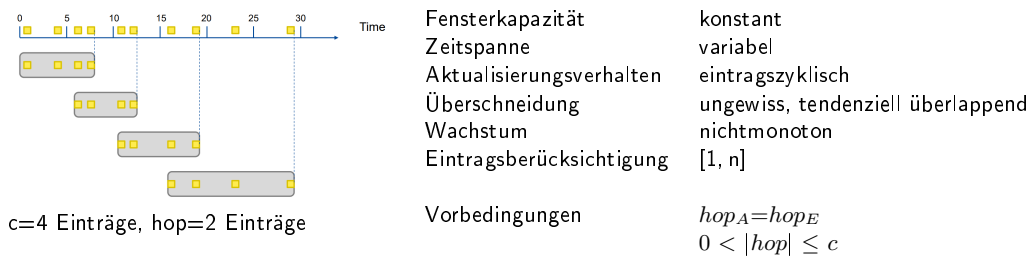 0 5 10 15 20 25 30
Time
c=4 Einträge, hop=2 Einträge
Fensterkapazität konstant
Zeitspanne variabel
Aktualisierungsverhalten eintragszyklisch
Überschneidung ungewiss, tendenziell überlappend
Wachstum nichtmonoton
Eintragsberücksichtigung [1, n]
Vorbedingungen hop_A=hop_E
0 < |hop| ≤ c